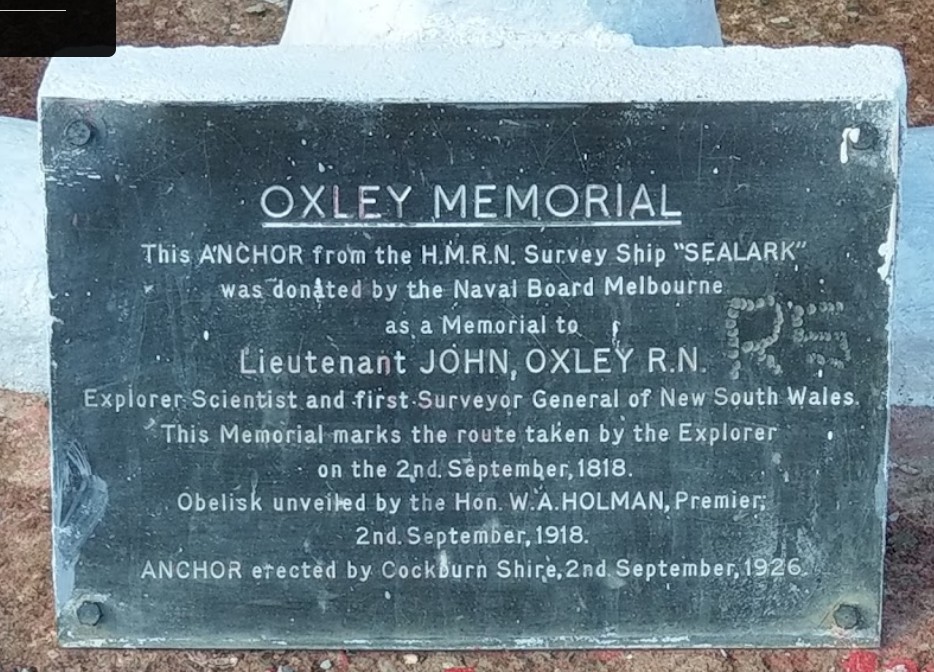 OXLEY MEMORIAL
This ANCHOR from the H.M.R.N. Survey Ship "SEALARK"
was donated by the Naval Board Melbourne
as a Memorial to
Lieutenant JOHN, OXLEY R.N.
Explorer Scientist and first Surveyor General of New South Wales.
This Memorial marks the route taken by the Explorer
on the 2nd. September, 1818.
Obelisk unveiled by the Hon. W.A. HOLMAN, Premier;
2nd. September, 1918.
ANCHOR erected by Cockburn Shire, 2nd September, 1926.